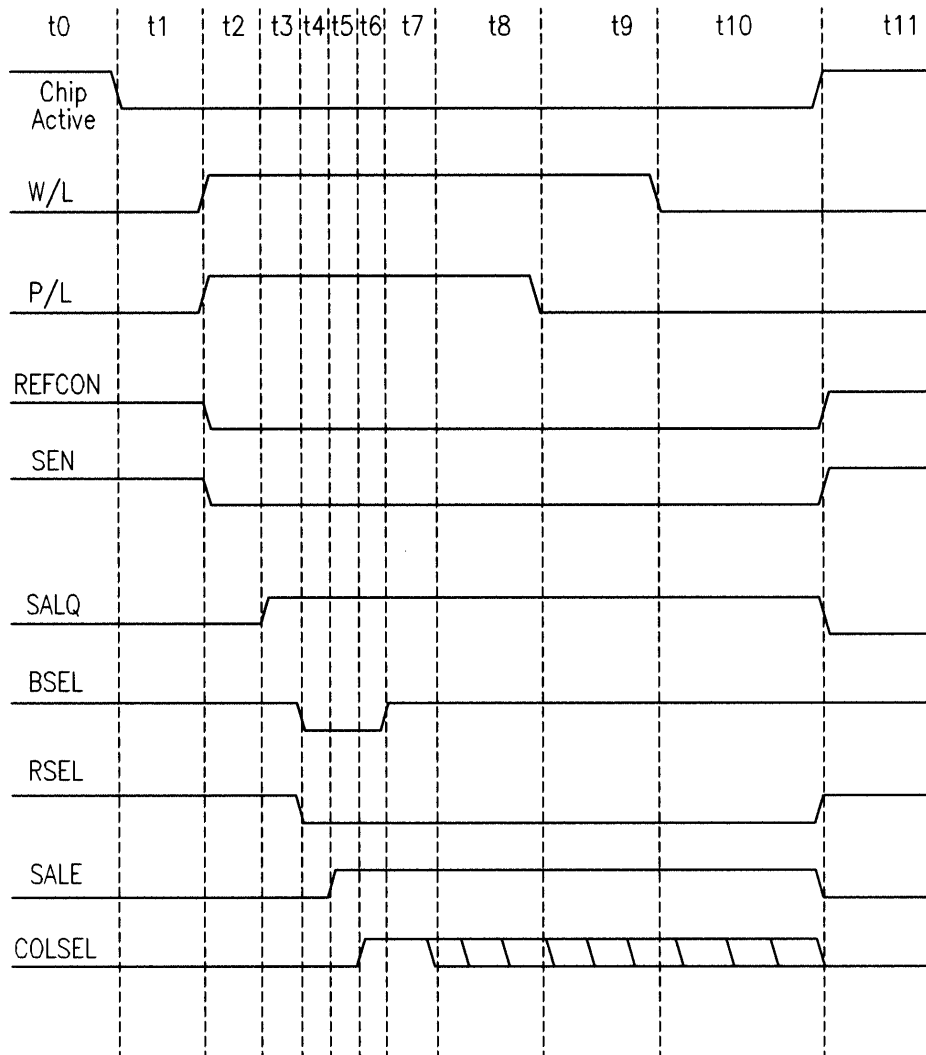 t0 t1 t2 t3 t4 t5 t6 t7 t8 t9 t10 t11
Chip
Active
W/L
P/L
REFCON
SEN
SALQ
BSEL
RSEL
SALE
COLSEL